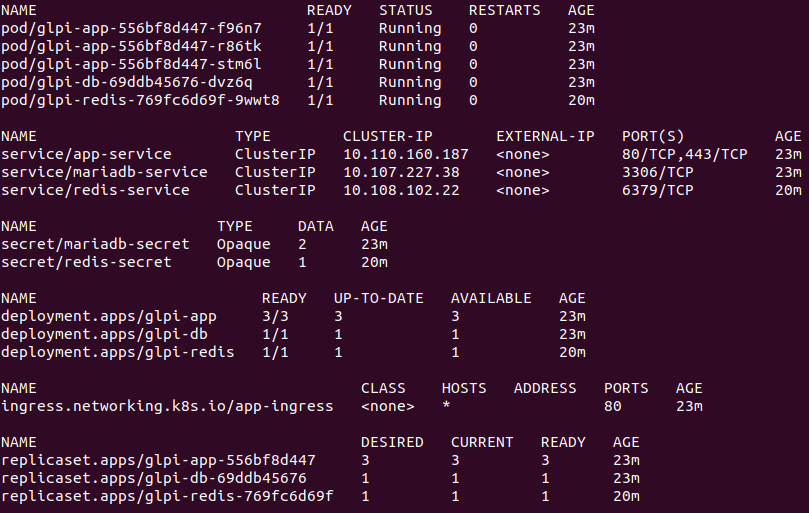 NAME READY STATUS RESTARTS AGE
pod/glpi-app-556bf8d447-f96n7 1/1 Running 0 23m
pod/glpi-app-556bf8d447-r86tk 1/1 Running 0 23m
pod/glpi-app-556bf8d447-stm6l 1/1 Running 0 23m
pod/glpi-db-69ddb45676-dvz6q 1/1 Running 0 23m
pod/glpi-redis-769fc6d69f-9wwt8 1/1 Running 0 20m
NAME TYPE CLUSTER-IP EXTERNAL-IP PORT(S) AGE
service/app-service ClusterIP 10.110.160.187 <none> 80/TCP,443/TCP 23m
service/mariadb-service ClusterIP 10.107.227.38 <none> 3306/TCP 23m
service/redis-service ClusterIP 10.108.102.22 <none> 6379/TCP 20m
NAME TYPE DATA AGE
secret/mariadb-secret Opaque 2 23m
secret/redis-secret Opaque 1 20m
NAME READY UP-TO-DATE AVAILABLE AGE
deployment.apps/glpi-app 3/3 3 3 23m
deployment.apps/glpi-db 1/1 1 1 23m
deployment.apps/glpi-redis 1/1 1 1 20m
NAME CLASS HOSTS ADDRESS PORTS AGE
ingress.networking.k8s.io/app-ingress <none> * 80 23m
NAME DESIRED CURRENT READY AGE
replicaset.apps/glpi-app-556bf8d447 3 3 3 23m
replicaset.apps/glpi-db-69ddb45676 1 1 1 23m
replicaset.apps/glpi-redis-769fc6d69f 1 1 1 20m